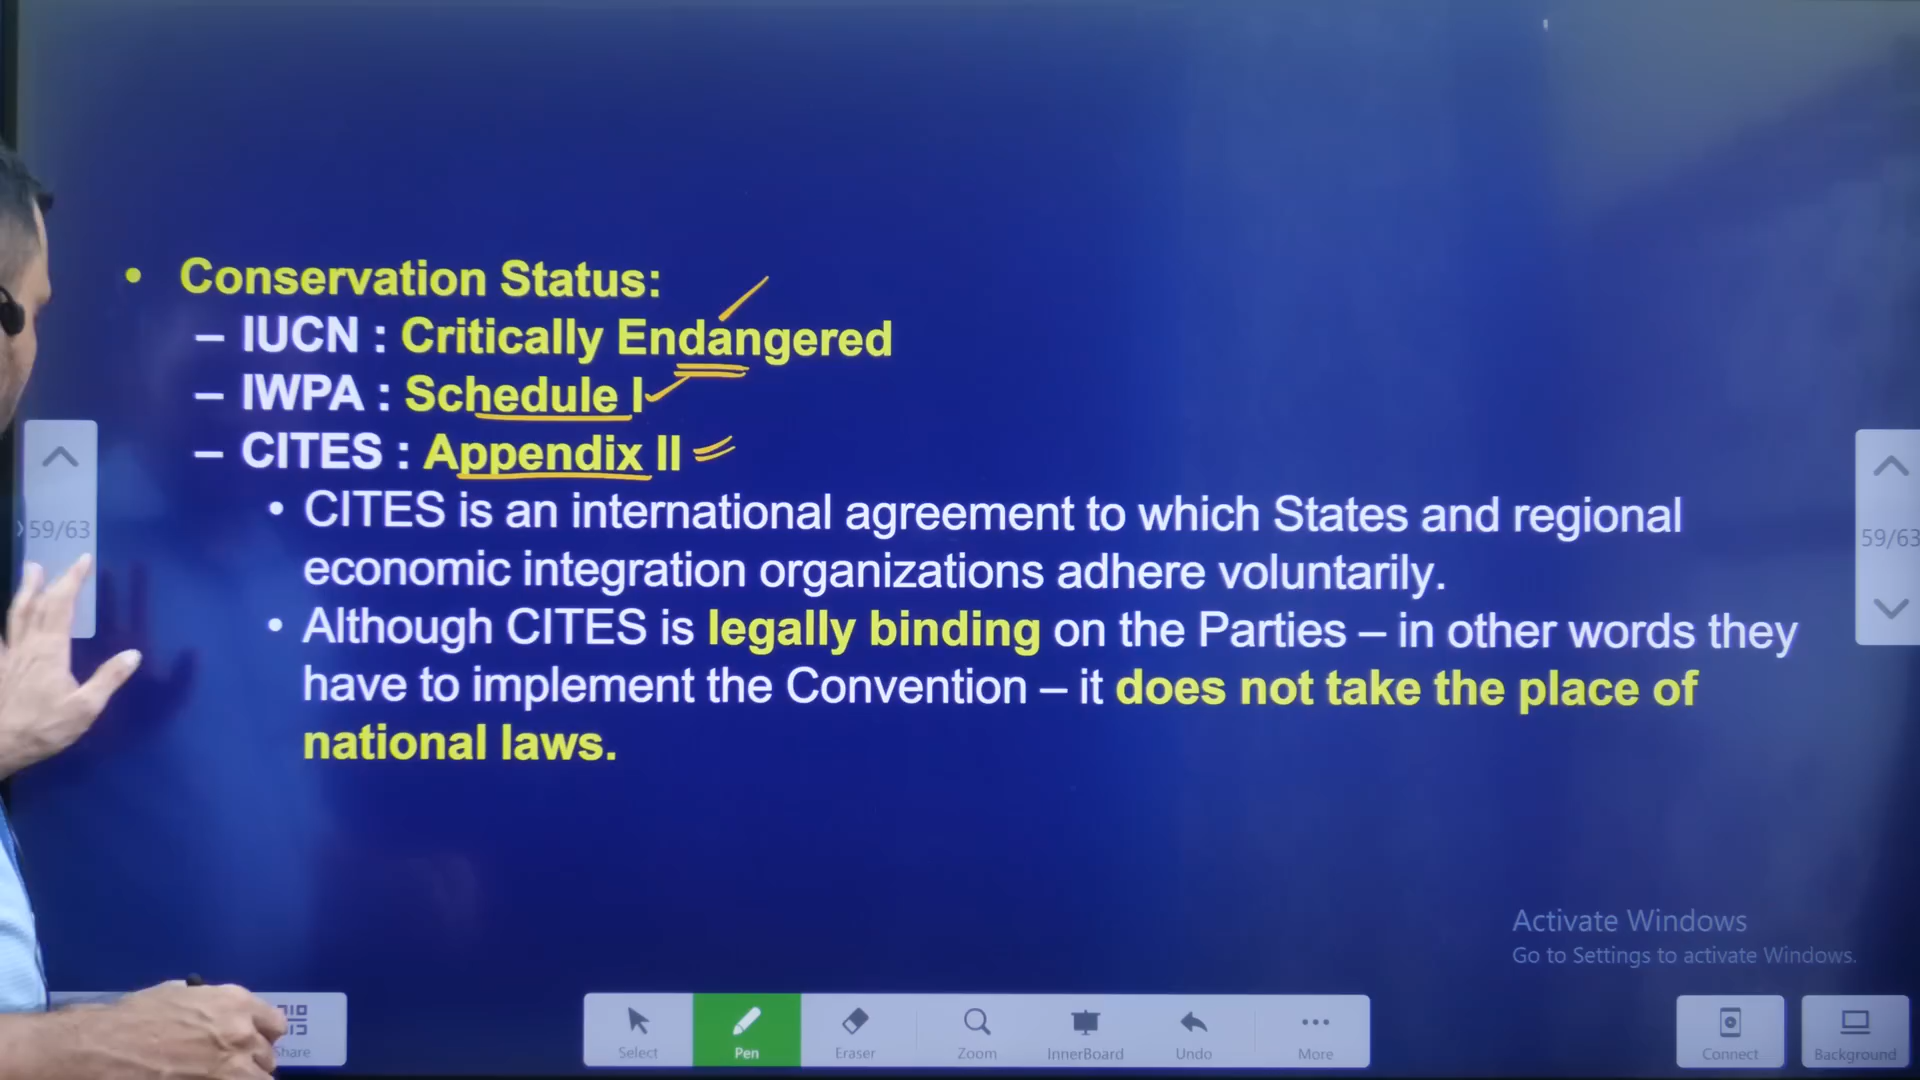 • Conservation Status:
– IUCN : Critically Endangered
– IWPA : Schedule I
– CITES : Appendix II
• CITES is an international agreement to which States and regional
economic integration organizations adhere voluntarily.
• Although CITES is legally binding on the Parties – in other words they
have to implement the Convention – it does not take the place of
national laws.
59/63
59/63
Activate Windows
Go to Settings to activate Windows.
Share
Select
Pen
Eraser
Zoom
InnerBoard
Undo
More
Connect
Background